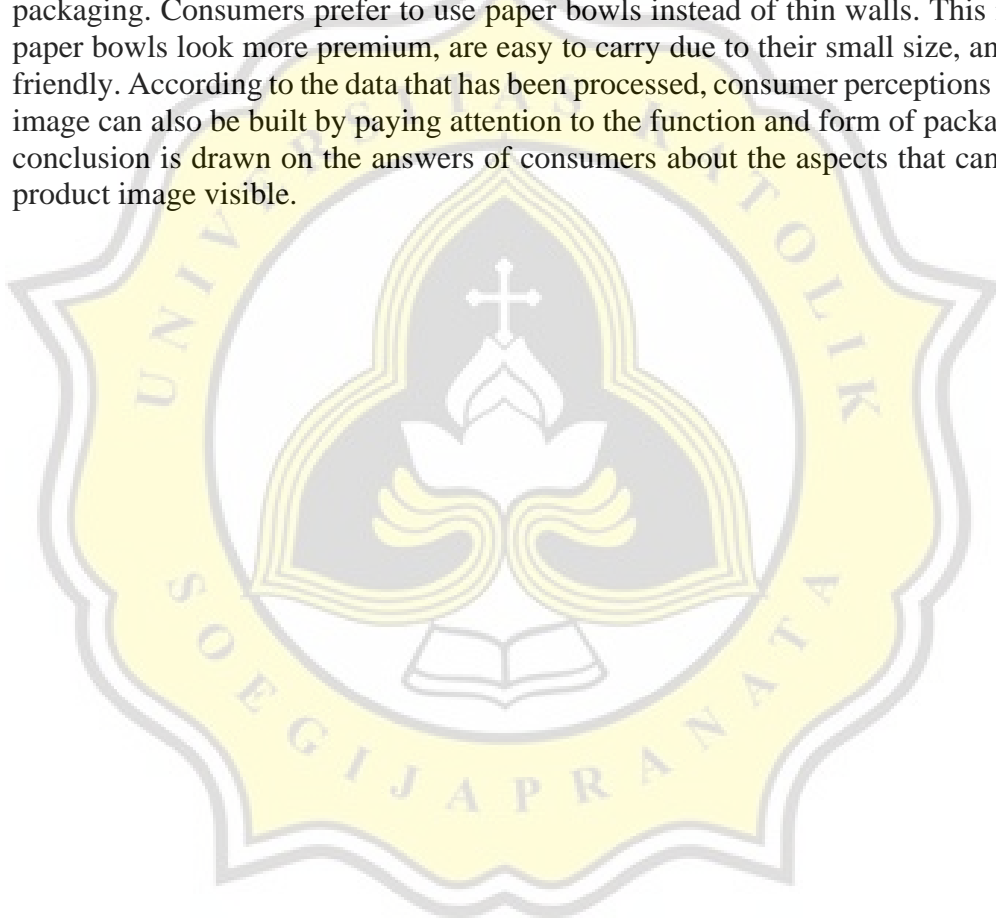 packaging. Consumers prefer to use paper bowls instead of thin walls. This
paper bowls look more premium, are easy to carry due to their small size, an
friendly. According to the data that has been processed, consumer perceptions
image can also be built by paying attention to the function and form of packa
conclusion is drawn on the answers of consumers about the aspects that can
product image visible.
UNIVERSITAS KATOLIK
SOEGIJAPRANATA